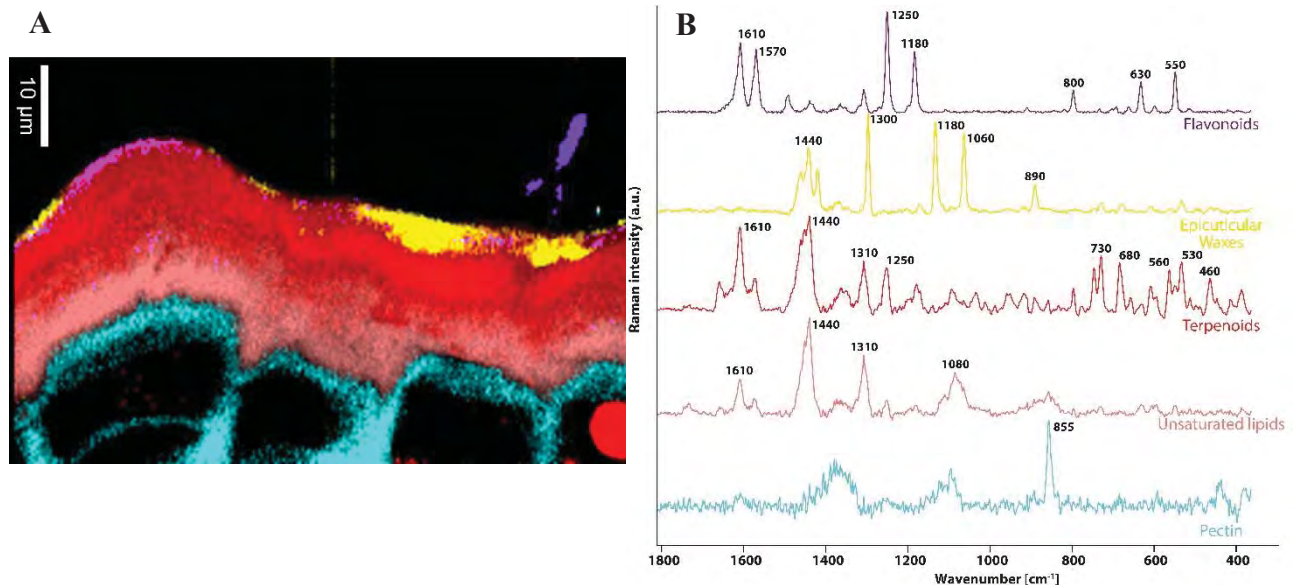 A
10 µm
B
Raman intensity (a.u.)
1610
1570
1250
1180
800
630
550
Flavonoids
1440
1300
1180
1060
890
Epicuticular
Waxes
1610
1440
1310
1250
730
680
560
530
460
Terpenoids
1610
1440
1310
1080
Unsaturated lipids
855
Pectin
1800 1600 1400 1200 1000 800 600 400
Wavenumber [cm⁻¹]